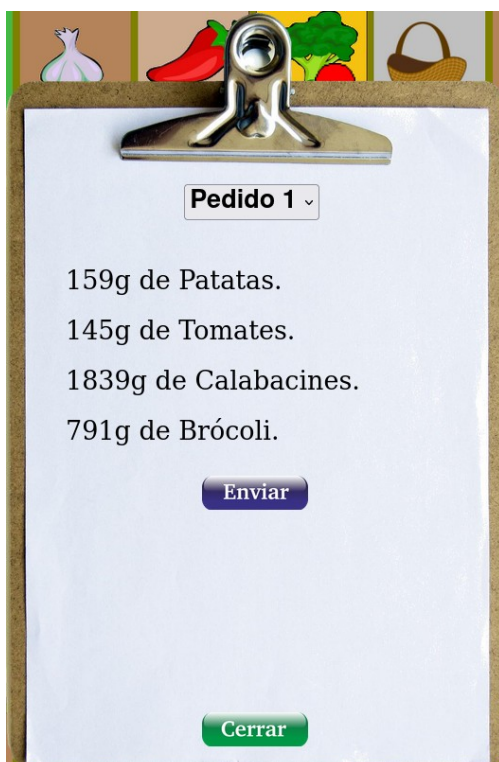 Pedido 1
159g de Patatas.
145g de Tomates.
1839g de Calabacines.
791g de Brócoli.
Enviar
Cerrar